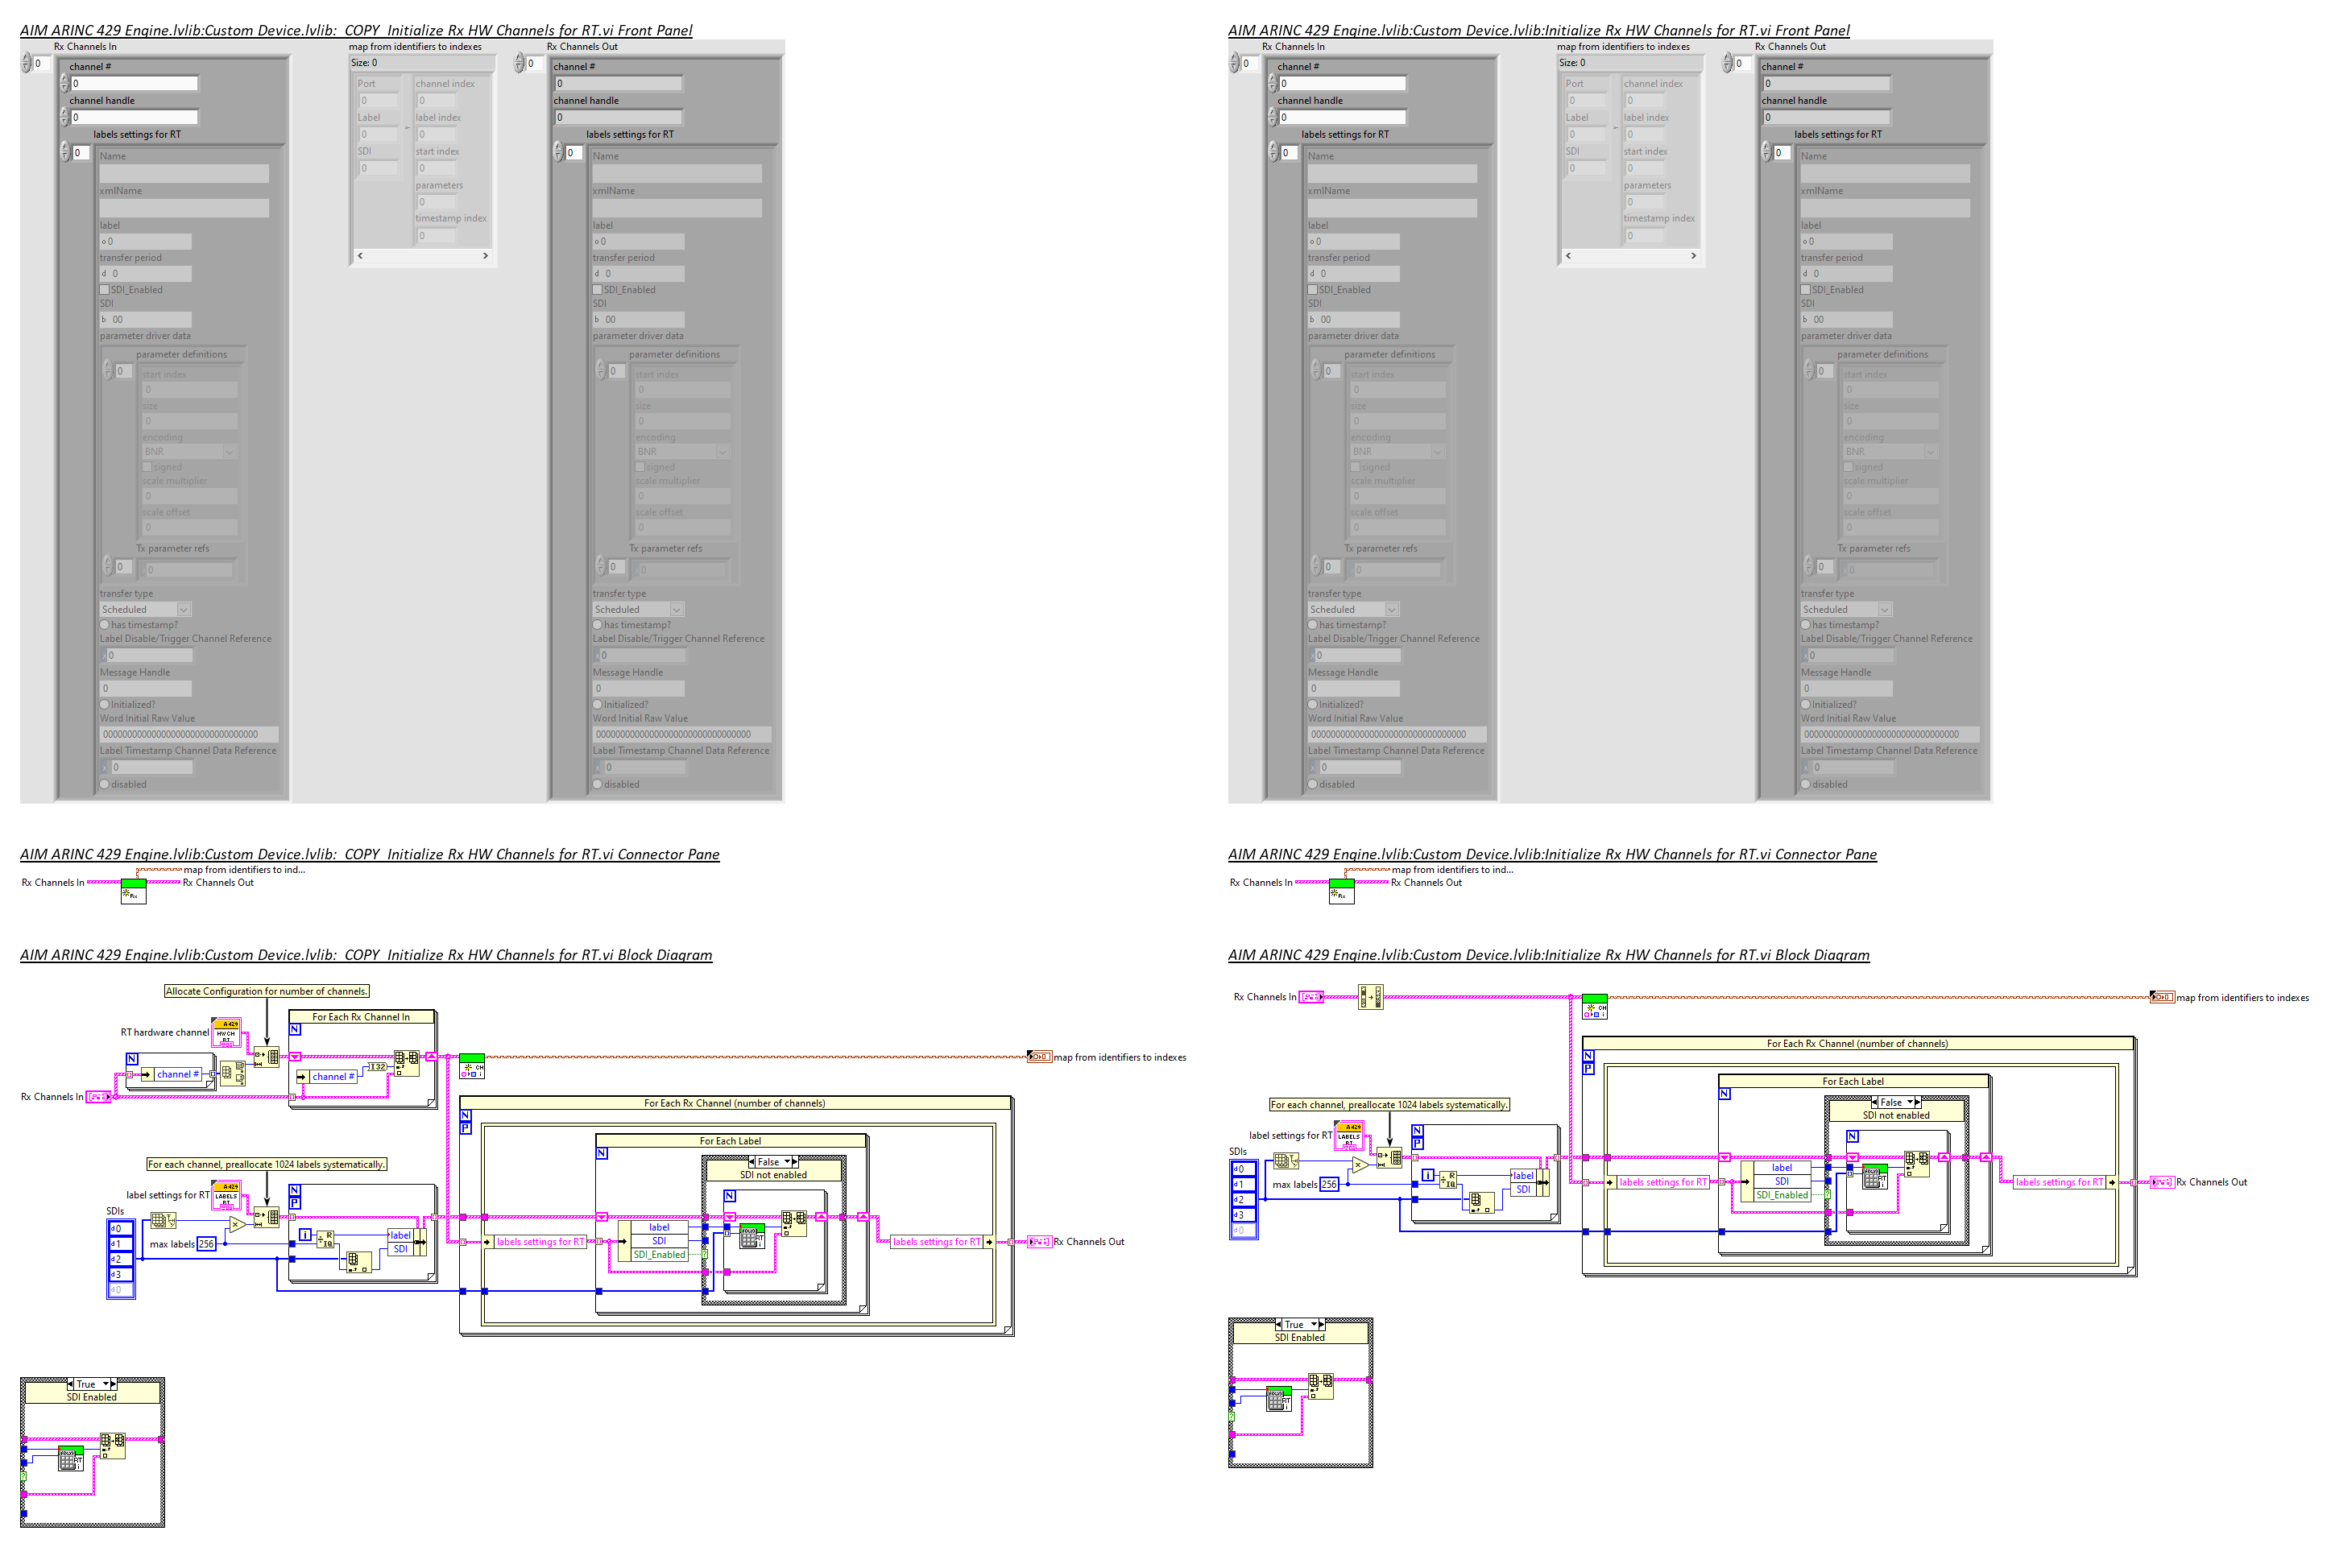 AIM ARINC 429 Engine.lvlib:Custom Device.lvlib:_COPY_Initialize Rx HW Channels for RT.vi Front Panel
Rx Channels In
0
channel #
0
channel handle
0
labels settings for RT
0
Name
xmlName
label
o 0
transfer period
d 0
SDI_Enabled
SDI
b 00
parameter driver data
parameter definitions
0
start index
0
size
0
encoding
BNR
signed
scale multiplier
0
scale offset
0
Tx parameter refs
0
0
transfer type
Scheduled
has timestamp?
Label Disable/Trigger Channel Reference
0
Message Handle
0
Initialized?
Word Initial Raw Value
00000000000000000000000000000000
Label Timestamp Channel Data Reference
x 0
disabled
map from identifiers to indexes
Size: 0
Port
0
Label
0
SDI
0
channel index
0
label index
0
start index
0
parameters
0
timestamp index
0
Rx Channels Out
0
channel #
0
channel handle
0
labels settings for RT
0
Name
xmlName
label
o 0
transfer period
d 0
SDI_Enabled
SDI
b 00
parameter driver data
parameter definitions
0
start index
0
size
0
encoding
BNR
signed
scale multiplier
0
scale offset
0
Tx parameter refs
0
0
transfer type
Scheduled
has timestamp?
Label Disable/Trigger Channel Reference
0
Message Handle
0
Initialized?
Word Initial Raw Value
00000000000000000000000000000000
Label Timestamp Channel Data Reference
x 0
disabled
AIM ARINC 429 Engine.lvlib:Custom Device.lvlib:_COPY_Initialize Rx HW Channels for RT.vi Connector Pane
map from identifiers to ind...
Rx Channels In
Rx Channels Out
Rx
AIM ARINC 429 Engine.lvlib:Custom Device.lvlib:_COPY_Initialize Rx HW Channels for RT.vi Block Diagram
Allocate Configuration for number of channels.
For Each Rx Channel In
N
RT hardware channel
A 429
HW CH
RT
N
channel #
channel #
I32
CH
map from identifiers to indexes
Rx Channels In
For Each Rx Channel (number of channels)
N
P
For Each Label
N
False
SDI not enabled
For each channel, preallocate 1024 labels systematically.
label settings for RT
A 429
LABELS
RT
N
P
N
SDIs
d 0
d 1
d 2
d 3
d 0
max labels
256
i
R
IQ
label
SDI
labels settings for RT
label
SDI
SDI_Enabled
RT
i
labels settings for RT
Rx Channels Out
True
SDI Enabled
RT
i
AIM ARINC 429 Engine.lvlib:Custom Device.lvlib:Initialize Rx HW Channels for RT.vi Front Panel
Rx Channels In
0
channel #
0
channel handle
0
labels settings for RT
0
Name
xmlName
label
o 0
transfer period
d 0
SDI_Enabled
SDI
b 00
parameter driver data
parameter definitions
0
start index
0
size
0
encoding
BNR
signed
scale multiplier
0
scale offset
0
Tx parameter refs
0
0
transfer type
Scheduled
has timestamp?
Label Disable/Trigger Channel Reference
0
Message Handle
0
Initialized?
Word Initial Raw Value
00000000000000000000000000000000
Label Timestamp Channel Data Reference
0
disabled
map from identifiers to indexes
Size: 0
Port
0
Label
0
SDI
0
channel index
0
label index
0
start index
0
parameters
0
timestamp index
0
Rx Channels Out
0
channel #
0
channel handle
0
labels settings for RT
0
Name
xmlName
label
o 0
transfer period
d 0
SDI_Enabled
SDI
b 00
parameter driver data
parameter definitions
0
start index
0
size
0
encoding
BNR
signed
scale multiplier
0
scale offset
0
Tx parameter refs
0
0
transfer type
Scheduled
has timestamp?
Label Disable/Trigger Channel Reference
0
Message Handle
0
Initialized?
Word Initial Raw Value
00000000000000000000000000000000
Label Timestamp Channel Data Reference
x 0
disabled
AIM ARINC 429 Engine.lvlib:Custom Device.lvlib:Initialize Rx HW Channels for RT.vi Connector Pane
map from identifiers to ind...
Rx Channels In
Rx Channels Out
Rx
AIM ARINC 429 Engine.lvlib:Custom Device.lvlib:Initialize Rx HW Channels for RT.vi Block Diagram
Rx Channels In
CH
map from identifiers to indexes
For Each Rx Channel (number of channels)
N
P
For Each Label
N
False
SDI not enabled
For each channel, preallocate 1024 labels systematically.
label settings for RT
A 429
LABELS
RT
N
P
N
SDIs
d 0
d 1
d 2
d 3
d 0
max labels
256
i
R
IQ
label
SDI
labels settings for RT
label
SDI
SDI_Enabled
RT
i
labels settings for RT
Rx Channels Out
True
SDI Enabled
RT
i